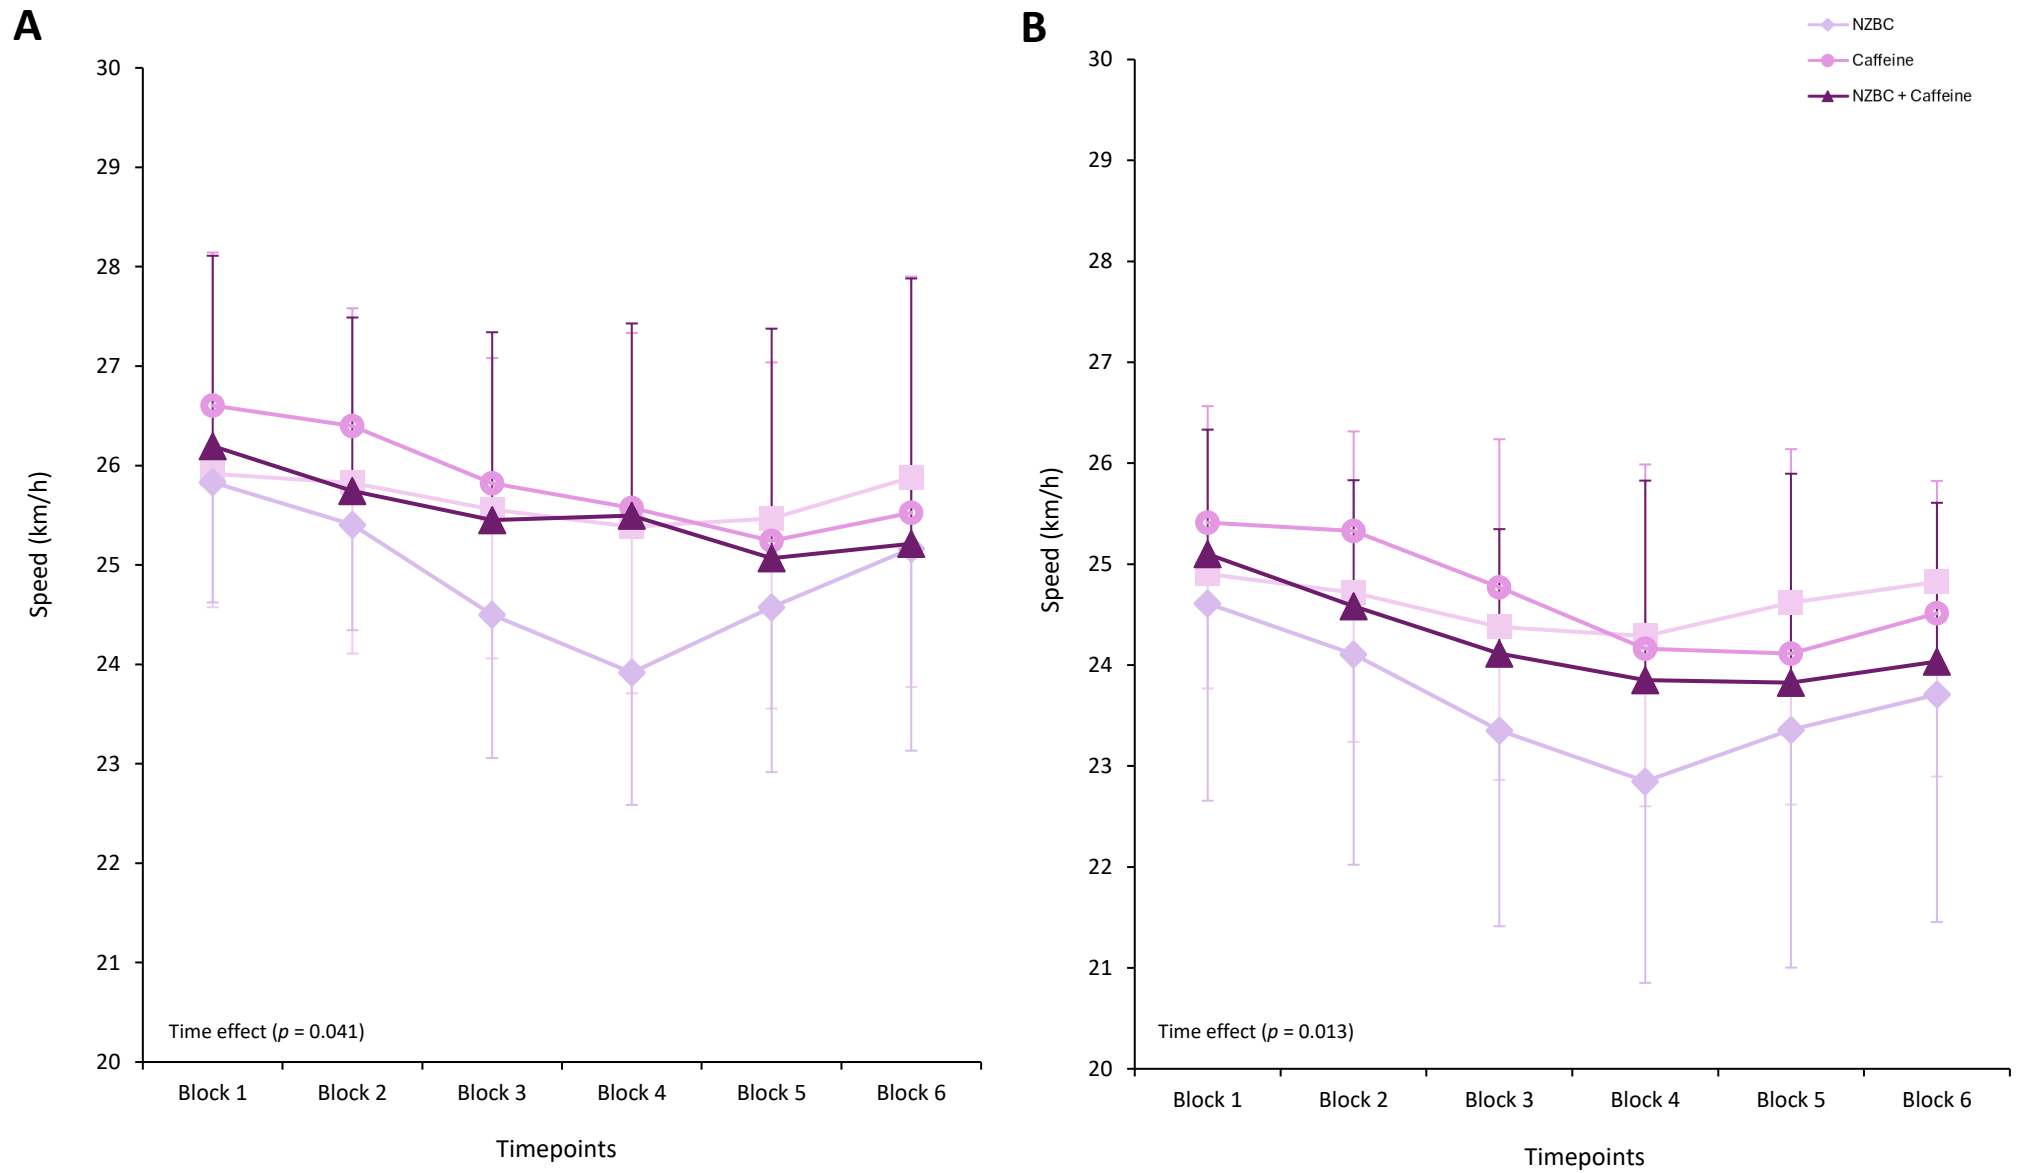 A
30
29
28
27
26
25
24
23
22
21
20
Speed (km/h)
Time effect (p = 0.041)
Block 1 Block 2 Block 3 Block 4 Block 5 Block 6
Timepoints
B
NZBC
Caffeine
NZBC + Caffeine
30
29
28
27
26
25
24
23
22
21
20
Speed (km/h)
Time effect (p = 0.013)
Block 1 Block 2 Block 3 Block 4 Block 5 Block 6
Timepoints